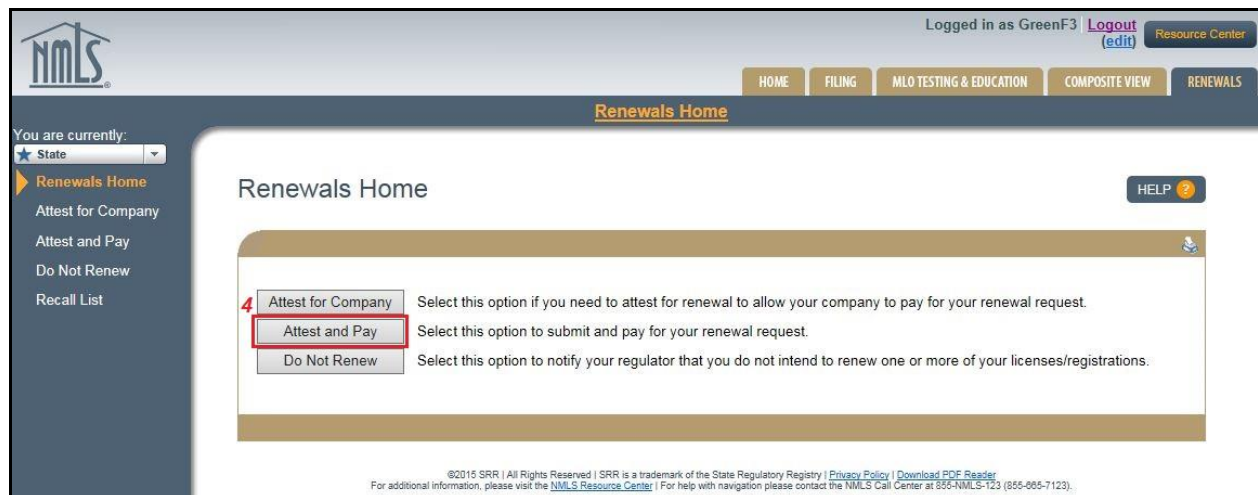 Logged in as GreenF3 | Logout
(edit)
Resource Center
NMLS
HOME FILING MLO TESTING & EDUCATION COMPOSITE VIEW RENEWALS
Renewals Home
You are currently:
State
Renewals Home
Attest for Company
Attest and Pay
Do Not Renew
Recall List
Renewals Home
HELP ?
4 Attest for Company Select this option if you need to attest for renewal to allow your company to pay for your renewal request.
Attest and Pay Select this option to submit and pay for your renewal request.
Do Not Renew Select this option to notify your regulator that you do not intend to renew one or more of your licenses/registrations.
©2015 SRR | All Rights Reserved | SRR is a trademark of the State Regulatory Registry | Privacy Policy | Download PDF Reader
For additional information, please visit the NMLS Resource Center | For help with navigation please contact the NMLS Call Center at 855-NMLS-123 (855-665-7123).